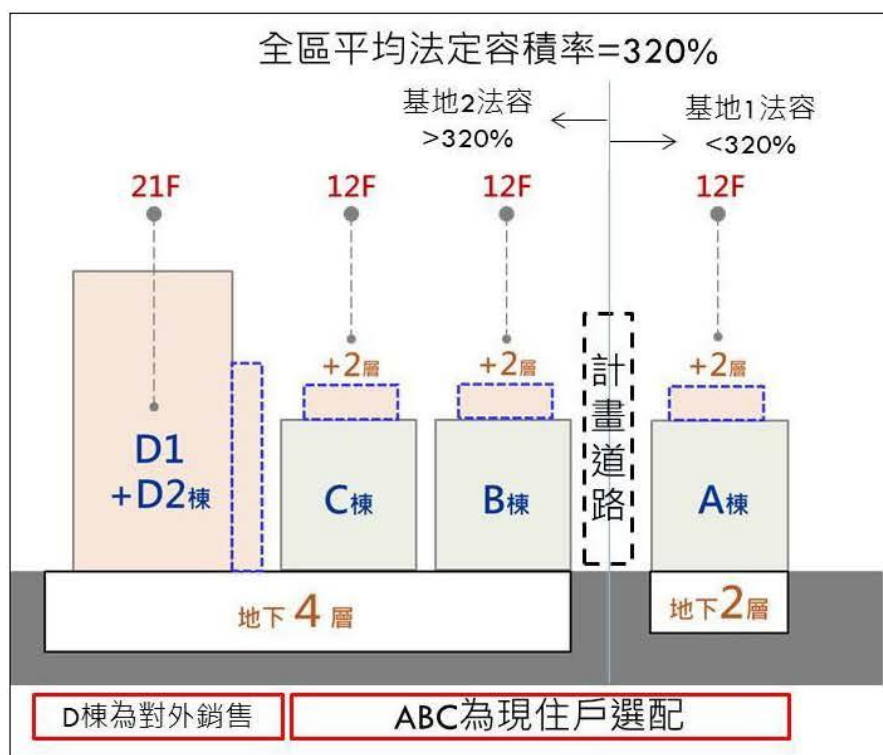 全區平均法定容積率=320%
基地2法容
>320%
基地1法容
<320%
21F
12F
12F
12F
+2層
+2層
+2層
D1
+D2棟
C棟
B棟
計畫道路
A棟
地下4層
地下2層
D棟為對外銷售
ABC為現住戶選配